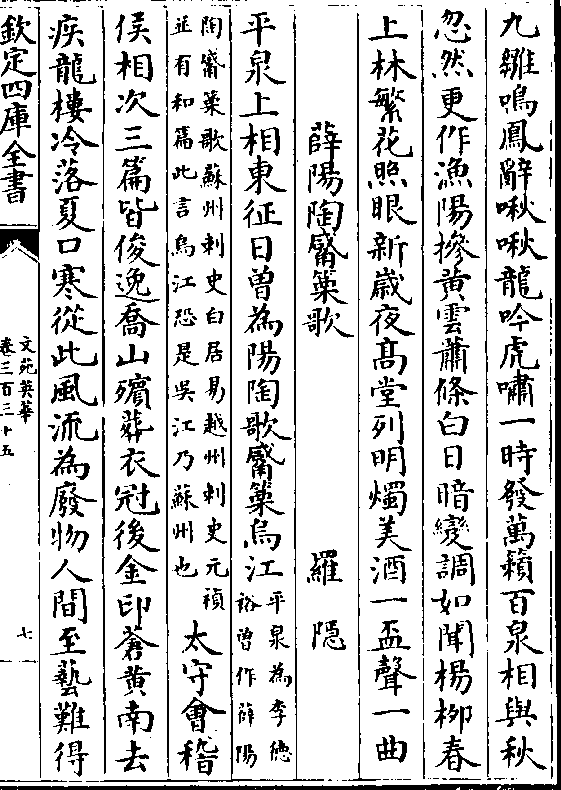 九雛鳴鳳辭啾啾龍吟虎嘯一時發萬籟百泉相與秋
忽然更作漁陽摻黃雲蕭條白日暗變調如聞楊柳春
上林繁花照眼新嵗夜髙堂列明燭美酒一盃聲一曲
薛陽陶觱篥歌
羅隱
平泉上相東征日曽為陽陶歌觱篥烏江
平泉為李德
裕曽作薛陽
陶觱篥歌蘇州刺史白居易越州刺史元稹
並有和篇此言烏江恐是吳江乃蘇州也
太守會稽
侯相次三篇皆俊逸喬山殯葬衣冠後金印蒼黄南去
疾龍樓冷落夏口寒從此風流為廢物人間至藝難得
欽定四庫全書
文苑英華
卷三百三十五
七